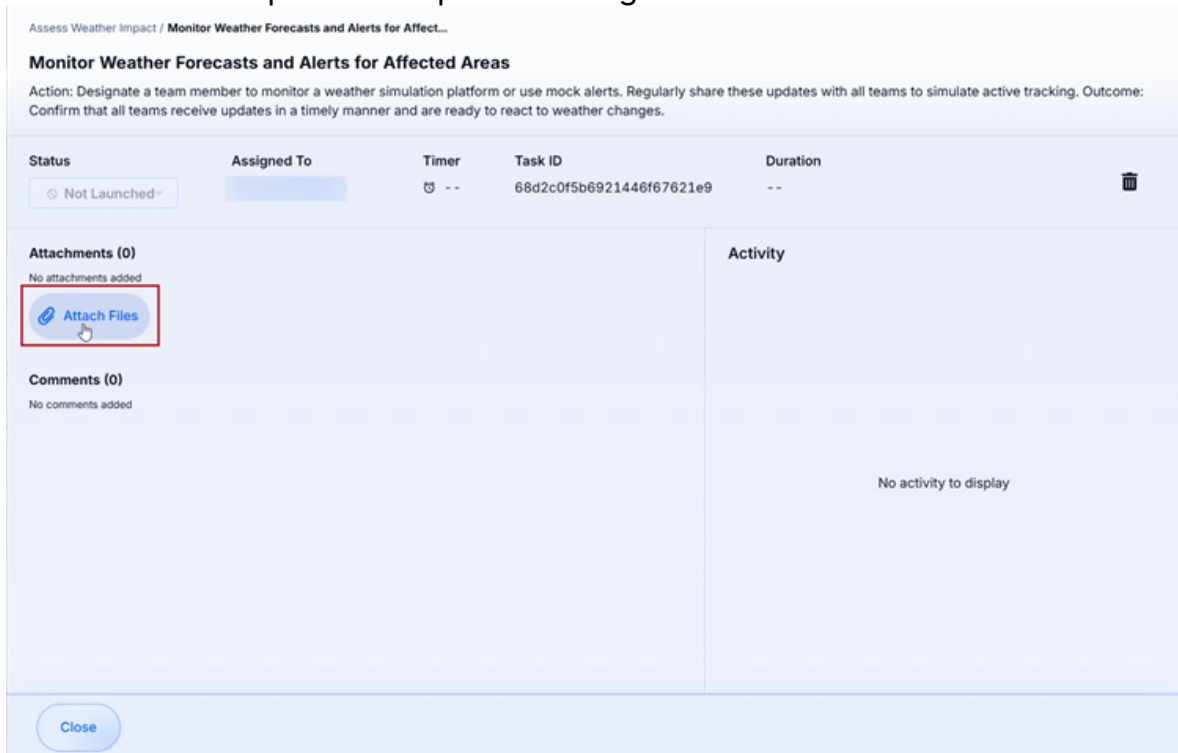 Assess Weather Impact / Monitor Weather Forecasts and Alerts for Affect...
Monitor Weather Forecasts and Alerts for Affected Areas
Action: Designate a team member to monitor a weather simulation platform or use mock alerts. Regularly share these updates with all teams to simulate active tracking. Outcome:
Confirm that all teams receive updates in a timely manner and are ready to react to weather changes.
Status Assigned To Timer Task ID Duration
Not Launched -- 68d2c0f5b6921446f67621e9 --
Attachments (0)
No attachments added
Attach Files
Comments (0)
No comments added
Activity
No activity to display
Close